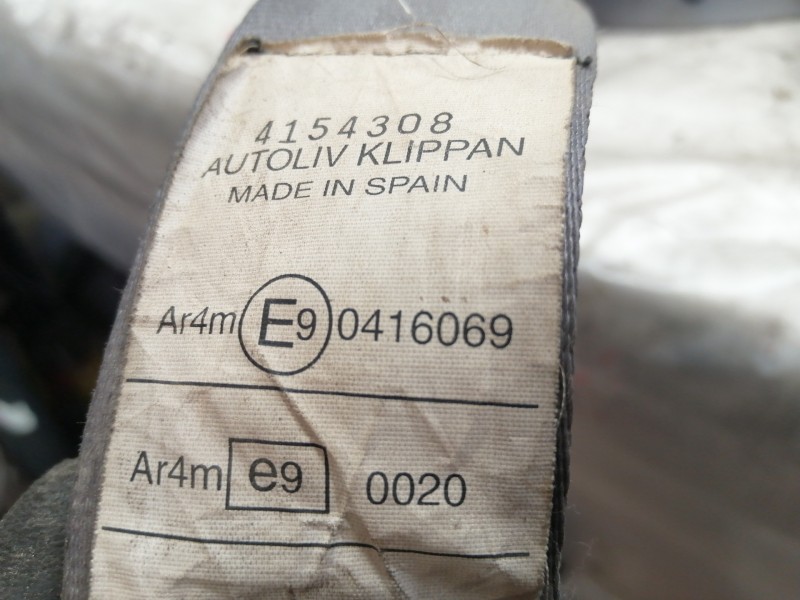 4154308
AUTOLIV KLIPPAN
MADE IN SPAIN
Ar4m E9 0416069
Ar4m e9 0020